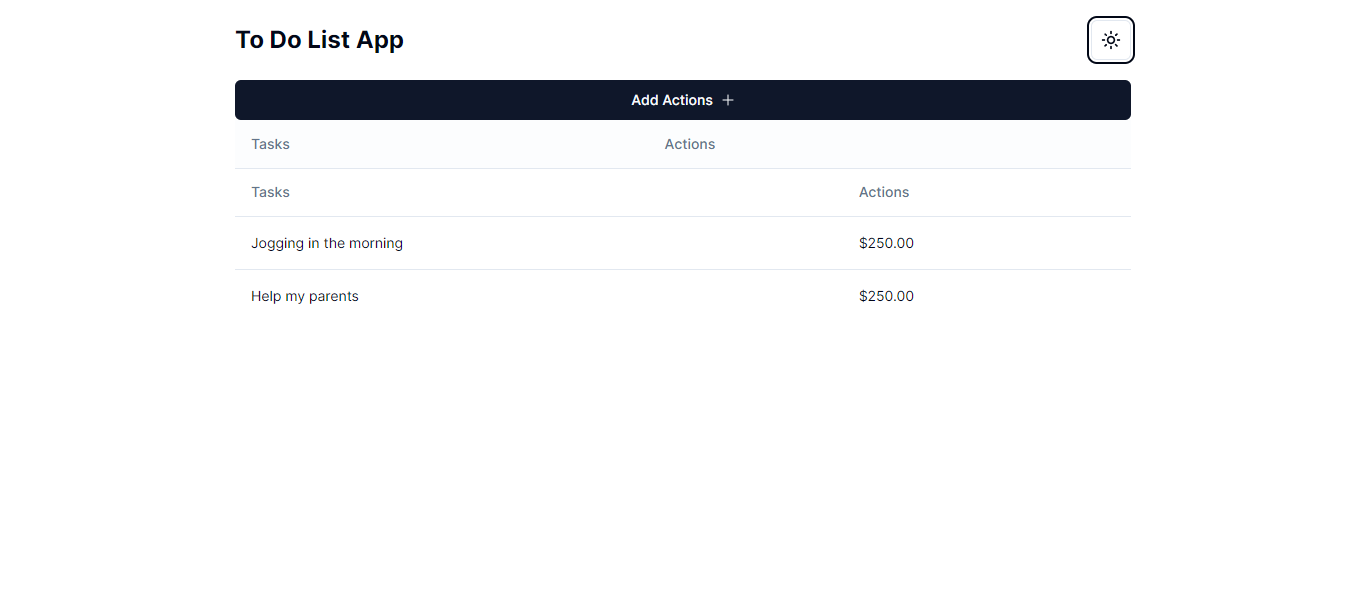 To Do List App
Add Actions
Tasks Actions
Tasks Actions
Jogging in the morning $250.00
Help my parents $250.00